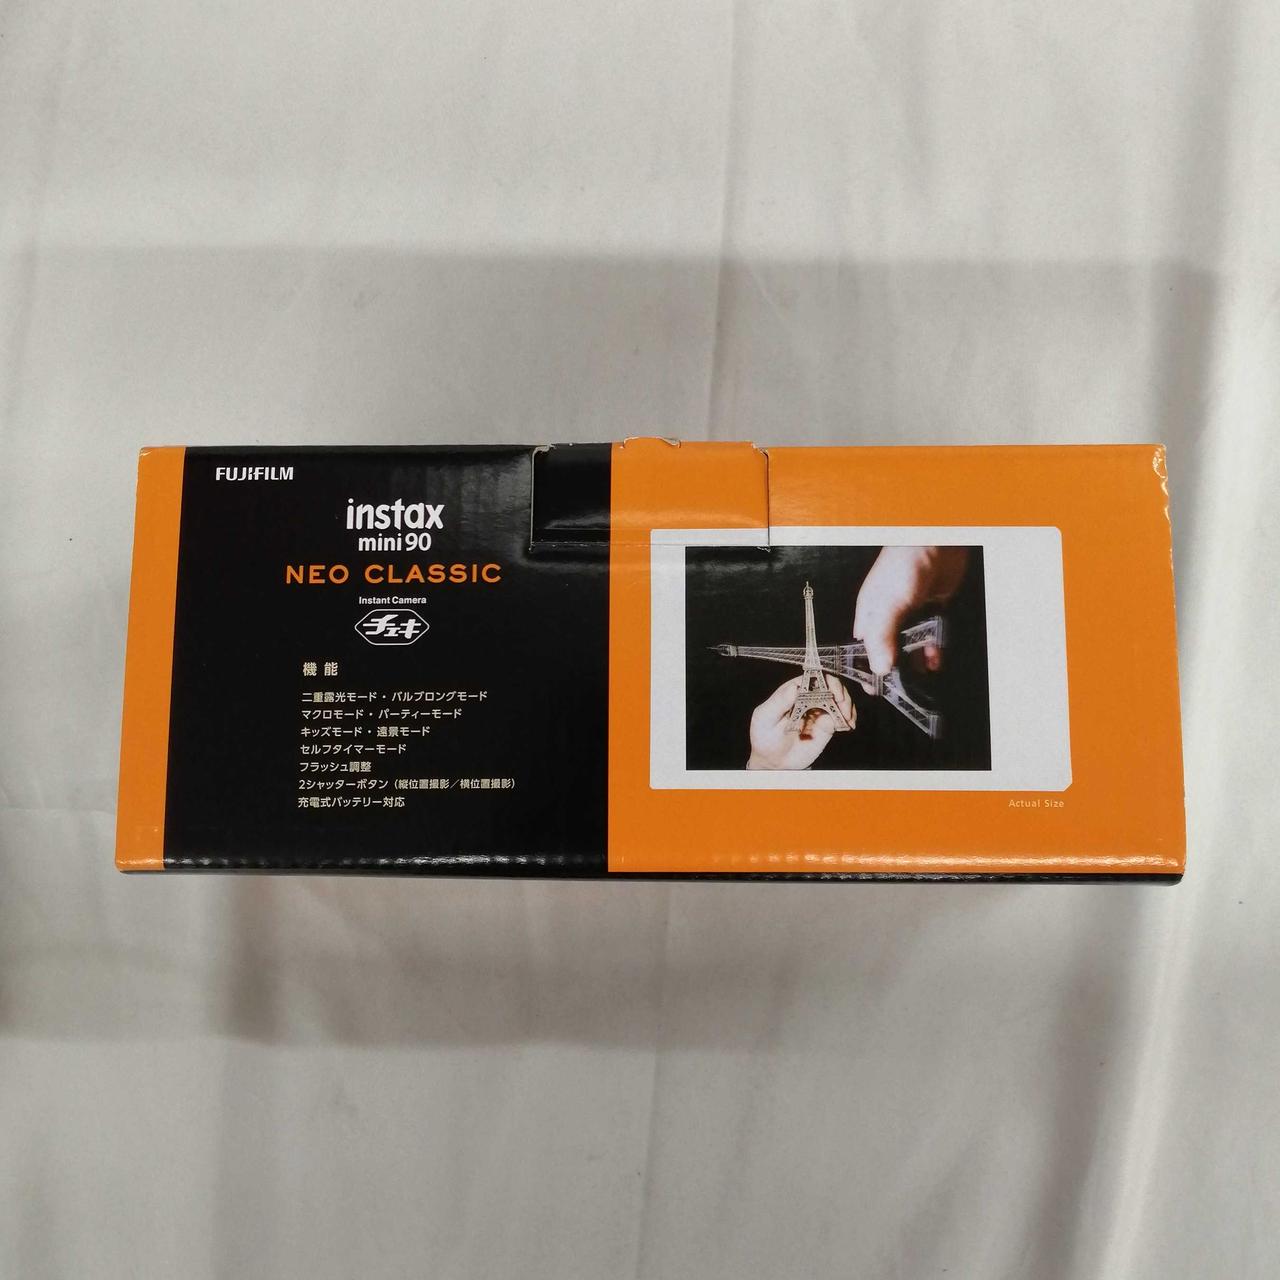 FUJIFILM
instax
mini 90
NEO CLASSIC
Instant Camera
チェキ
機能
二重露光モード・バルブロングモード
マクロモード・パーティーモード
キッズモード・遠景モード
セルフタイマーモード
フラッシュ調整
2シャッターボタン（縦位置撮影／横位置撮影）
充電式バッテリー対応
Actual Size